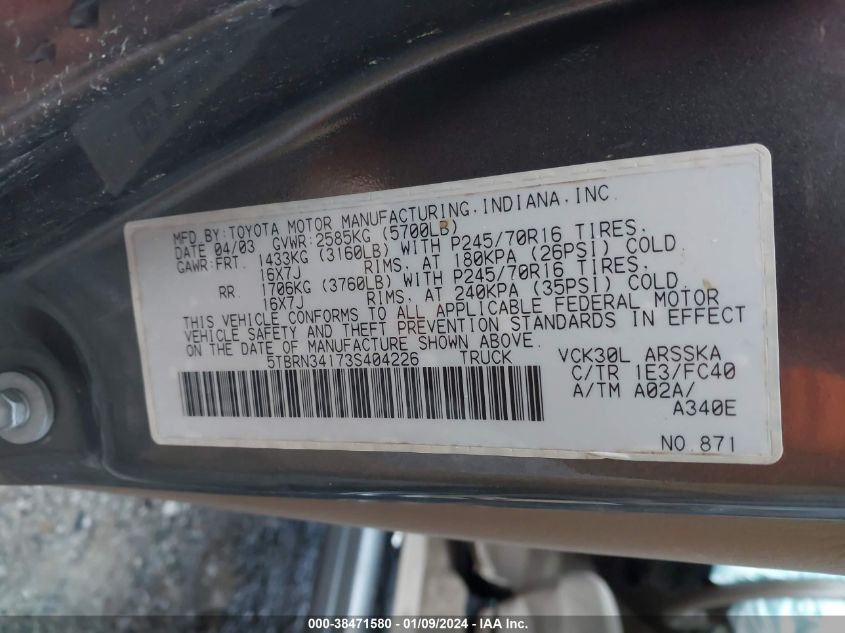 MFD BY:TOYOTA MOTOR MANUFACTURING,INDIANA,INC.
DATE 04/03 GVWR:2585KG (5700LB)
GAWR:FRT. 1433KG (3160LB) WITH P245/70R16 TIRES,
16X7J RIMS, AT 180KPA (26PSI) COLD.
RR. 1706KG (3760LB) WITH P245/70R16 TIRES,
16X7J RIMS, AT 240KPA (35PSI) COLD.
THIS VEHICLE CONFORMS TO ALL APPLICABLE FEDERAL MOTOR
VEHICLE SAFETY AND THEFT PREVENTION STANDARDS IN EFFECT
ON THE DATE OF MANUFACTURE SHOWN ABOVE.
5TBRN34173S404226 TRUCK VCK30L ARSSKA
C/TR 1E3/FC40
A/TM A02A/
A340E
NO.871
000-38471580 - 01/09/2024 - IAA Inc.